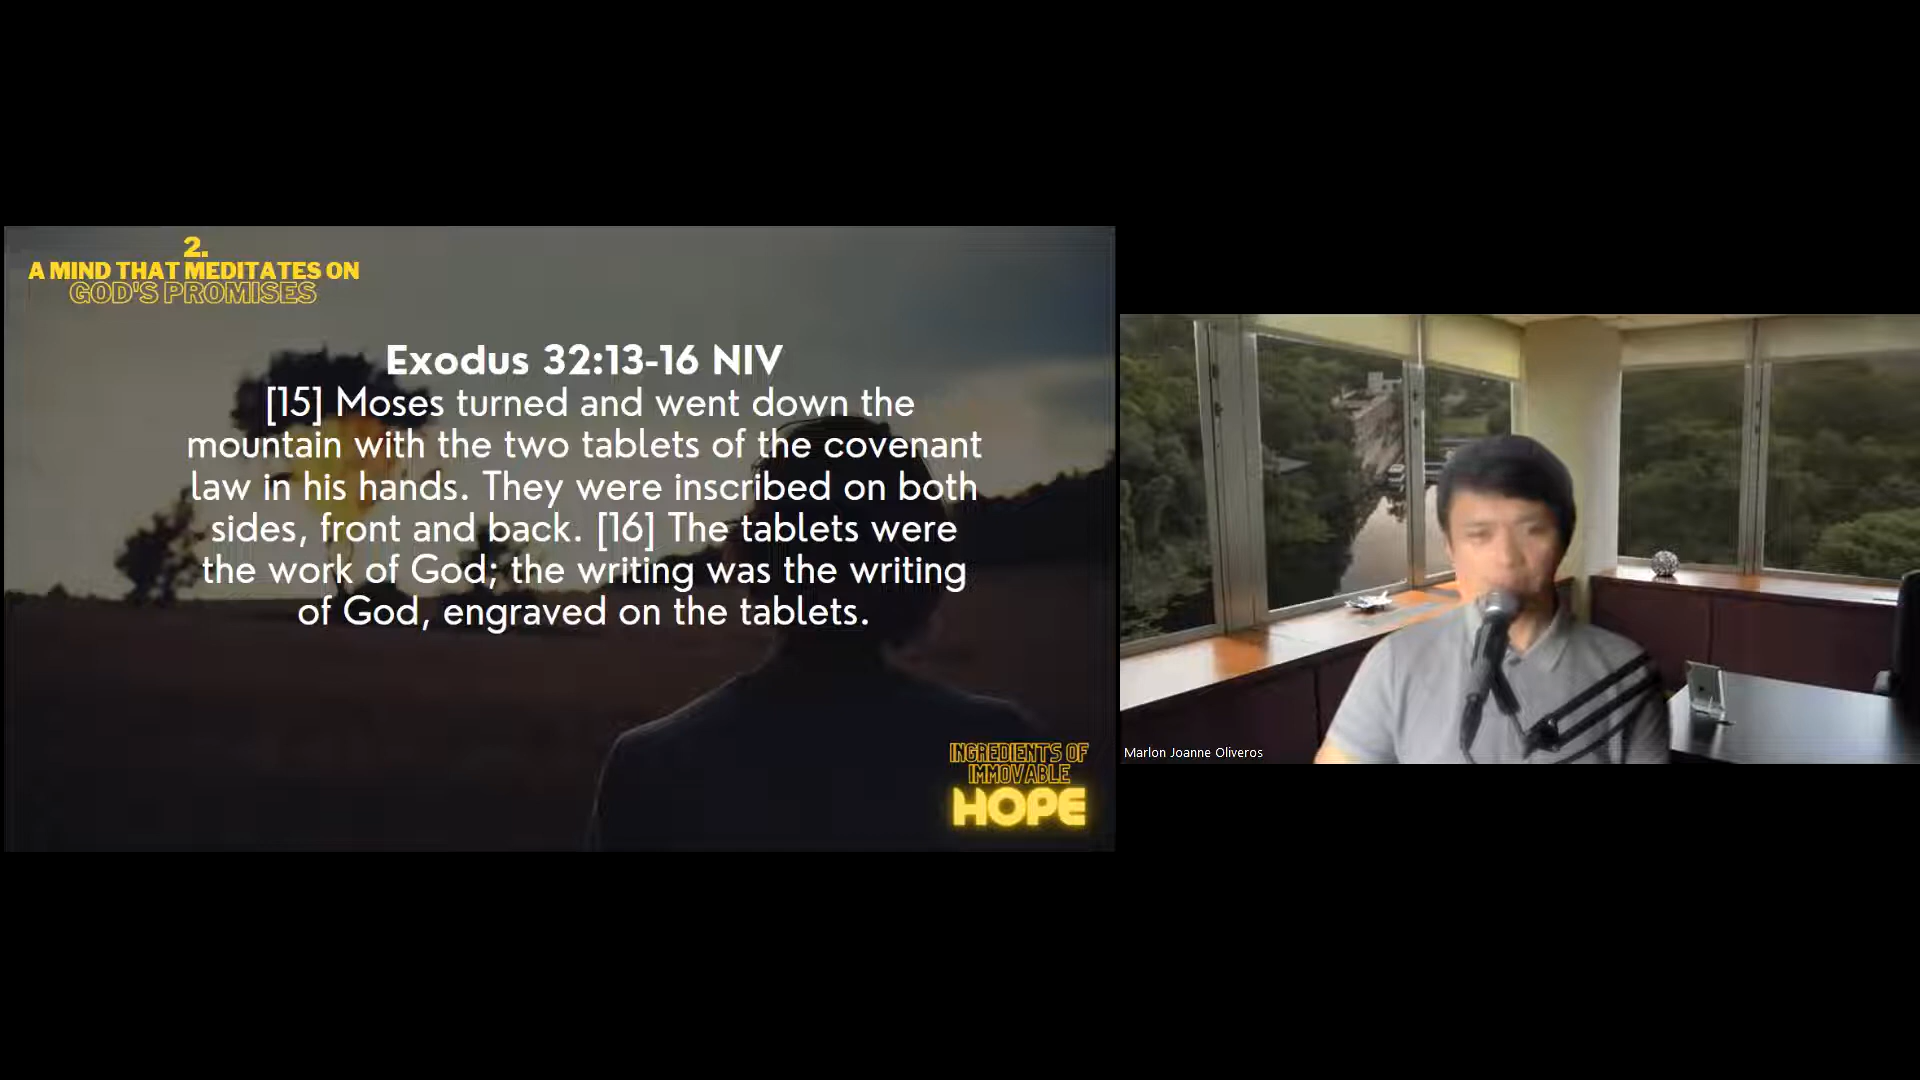 2.
A MIND THAT MEDITATES ON
GOD'S PROMISES
Exodus 32:13-16 NIV
[15] Moses turned and went down the
mountain with the two tablets of the covenant
law in his hands. They were inscribed on both
sides, front and back. [16] The tablets were
the work of God; the writing was the writing
of God, engraved on the tablets.
INGREDIENTS OF
IMMOVABLE
HOPE
Marlon Joanne Oliveros